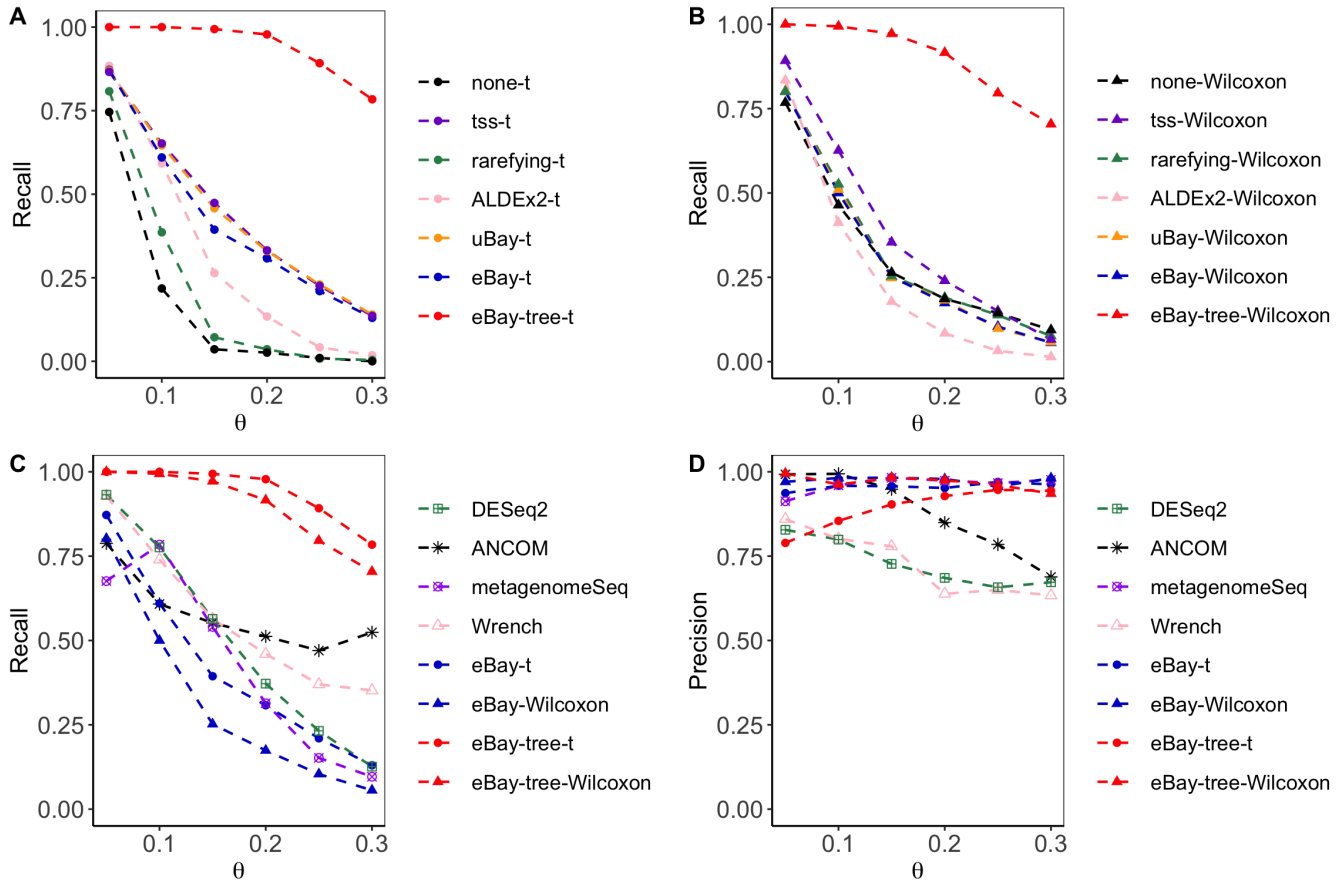 A
1.00
0.75
0.50
0.25
0.00
Recall
0.1 0.2 0.3
θ
none-t
tss-t
rarefying-t
ALDEx2-t
uBay-t
eBay-t
eBay-tree-t
B
1.00
0.75
0.50
0.25
0.00
Recall
0.1 0.2 0.3
θ
none-Wilcoxon
tss-Wilcoxon
rarefying-Wilcoxon
ALDEx2-Wilcoxon
uBay-Wilcoxon
eBay-Wilcoxon
eBay-tree-Wilcoxon
C
1.00
0.75
0.50
0.25
0.00
Recall
0.1 0.2 0.3
θ
DESeq2
ANCOM
metagenomeSeq
Wrench
eBay-t
eBay-Wilcoxon
eBay-tree-t
eBay-tree-Wilcoxon
D
1.00
0.75
0.50
0.25
0.00
Precision
0.1 0.2 0.3
θ
DESeq2
ANCOM
metagenomeSeq
Wrench
eBay-t
eBay-Wilcoxon
eBay-tree-t
eBay-tree-Wilcoxon